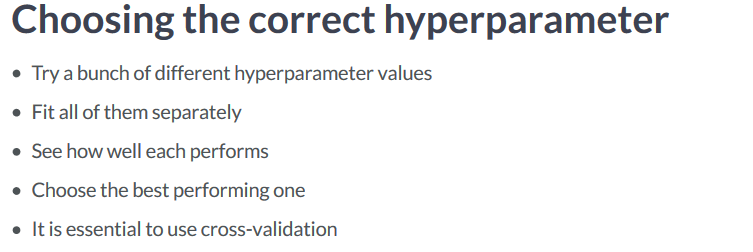 Choosing the correct hyperparameter
• Try a bunch of different hyperparameter values
• Fit all of them separately
• See how well each performs
• Choose the best performing one
• It is essential to use cross-validation